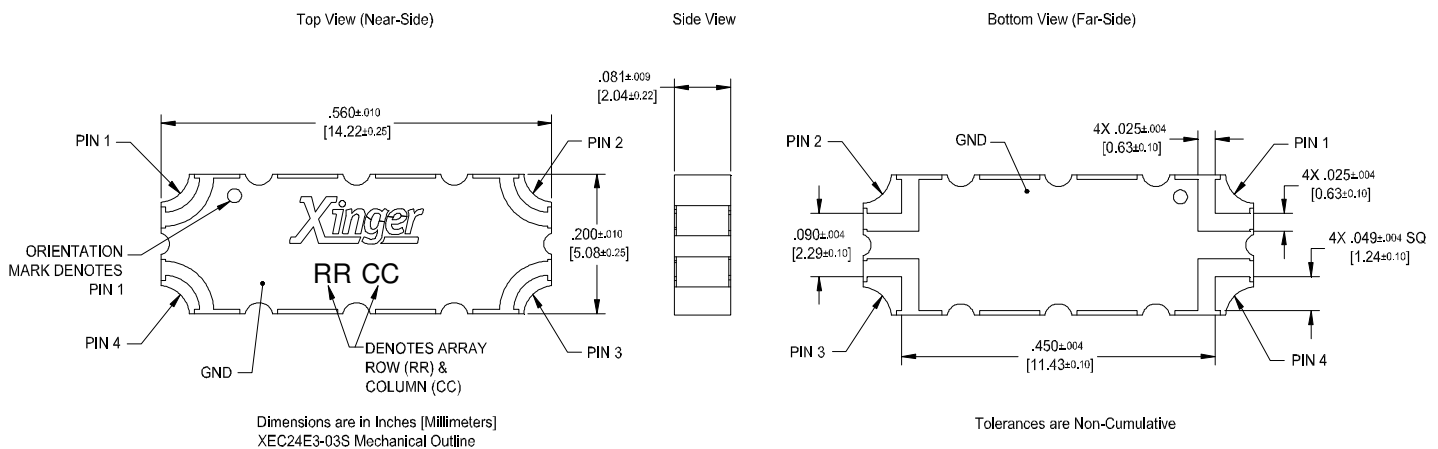 Top View (Near-Side)
Side View
Bottom View (Far-Side)
.560±.010
[14.22±0.25]
PIN 1
PIN 2
Xinger
RR CC
.200±.010
[5.08±0.25]
ORIENTATION
MARK DENOTES
PIN 1
PIN 4
GND
PIN 3
DENOTES ARRAY
ROW (RR) &
COLUMN (CC)
Dimensions are in Inches [Millimeters]
XEC24E3-03S Mechanical Outline
.081±.009
[2.04±0.22]
PIN 2
GND
4X .025±.004
[0.63±0.10]
PIN 1
4X .025±.004
[0.63±0.10]
.090±.004
[2.29±0.10]
4X .049±.004 SQ
[1.24±0.10]
PIN 3
.450±.004
[11.43±0.10]
PIN 4
Tolerances are Non-Cumulative